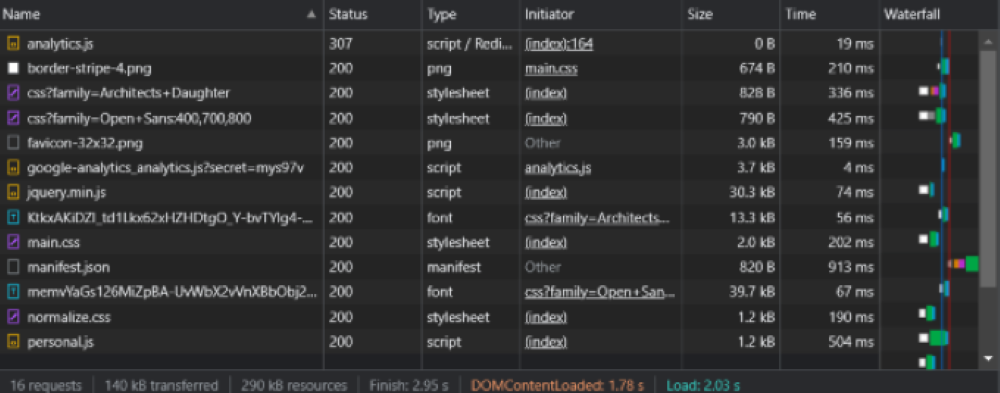 Name Status Type Initiator Size Time Waterfall
analytics.js 307 script / Redi... (index):164 0 B 19 ms
border-stripe-4.png 200 png main.css 674 B 210 ms
css?family=Architects+Daughter 200 stylesheet (index) 828 B 336 ms
css?family=Open+Sans:400,700,800 200 stylesheet (index) 790 B 425 ms
favicon-32x32.png 200 png Other 3.0 kB 159 ms
google-analytics_analytics.js?secret=mys97v 200 script analytics.js 3.7 kB 4 ms
jquery.min.js 200 script (index) 30.3 kB 74 ms
200 font css?family=Architects... 13.3 kB 56 ms
main.css 200 stylesheet (index) 2.0 kB 202 ms
manifest.json 200 manifest Other 820 B 913 ms
200 font css?family=Open+San... 39.7 kB 67 ms
normalize.css 200 stylesheet (index) 1.2 kB 190 ms
personal.js 200 script (index) 1.2 kB 504 ms
16 requests 140 kB transferred 290 kB resources Finish: 2.95 s DOMContentLoaded: 1.78 s Load: 2.03 s